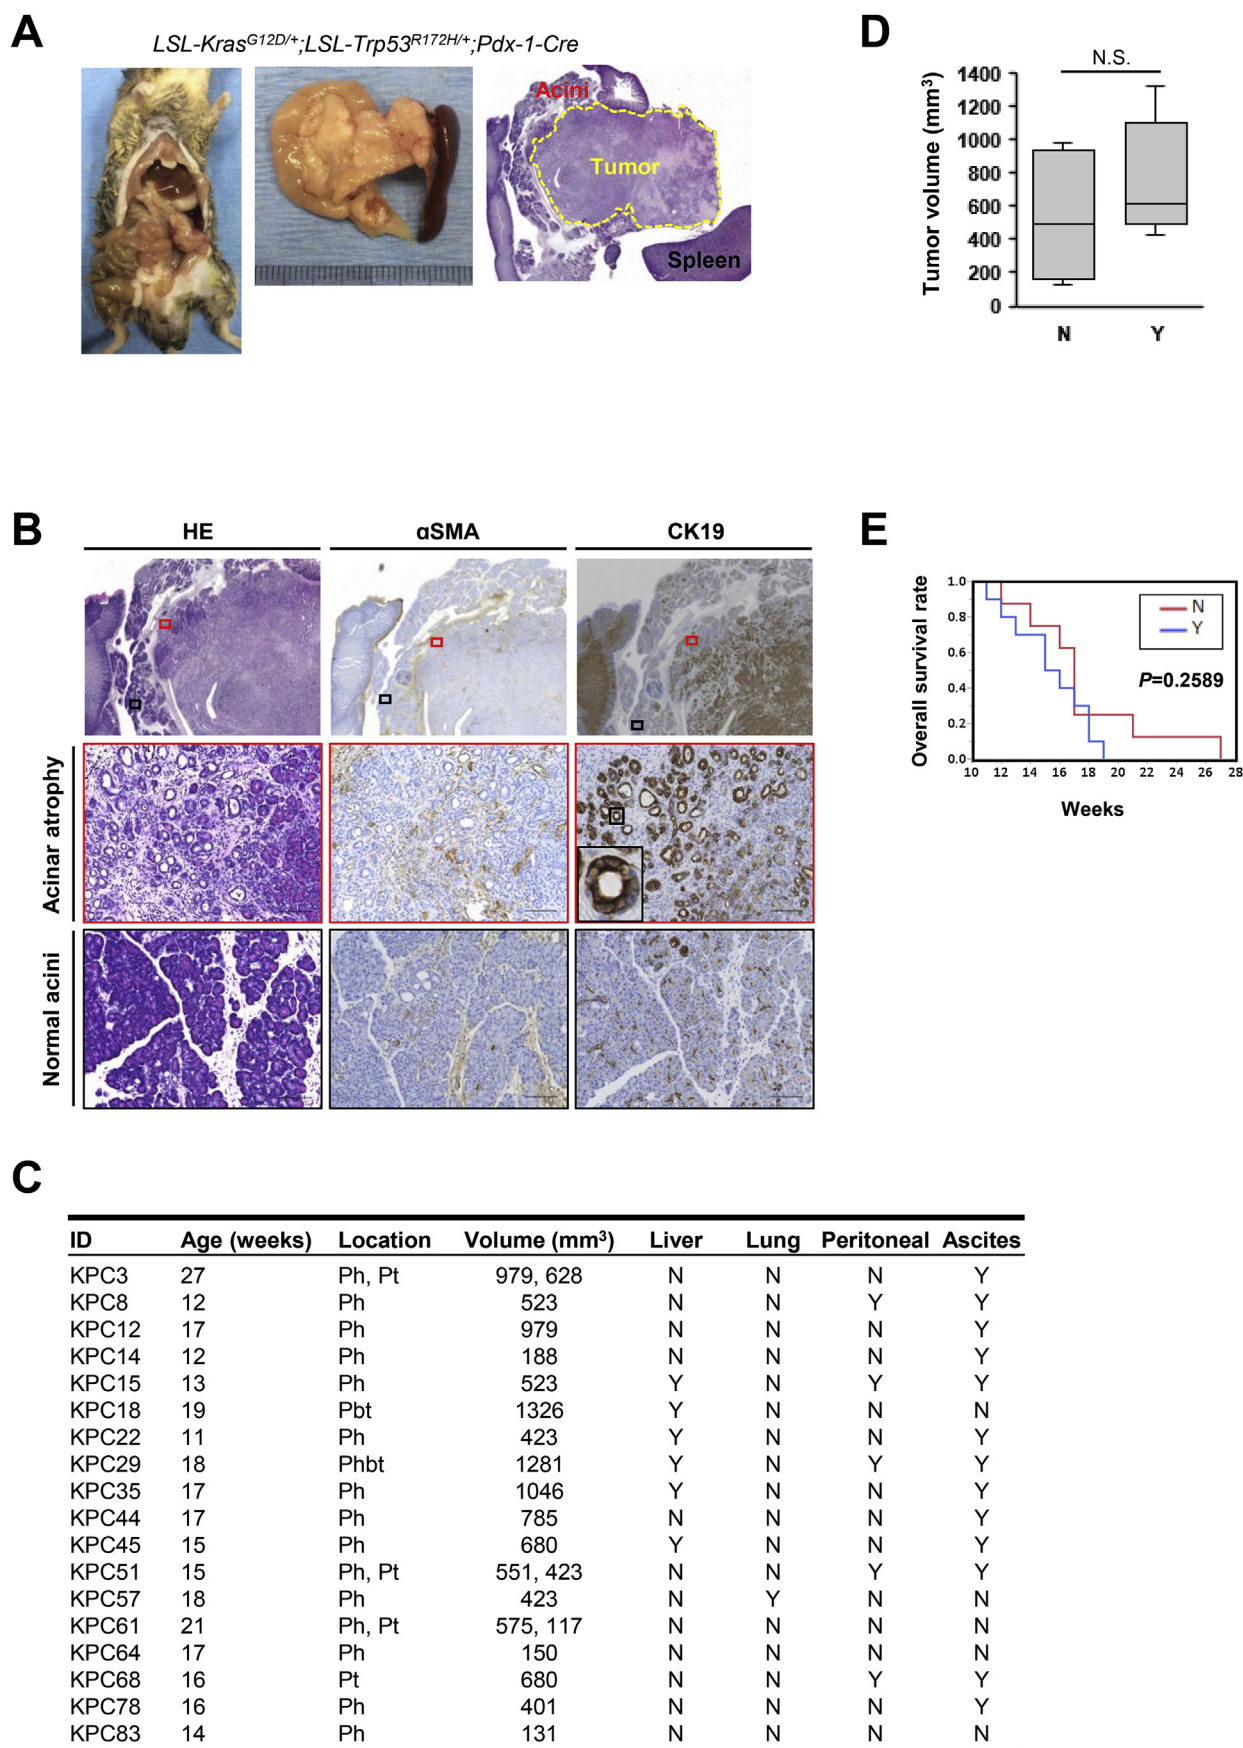 A
LSL-KrasG12D/+;LSL-Trp53R172H/+;Pdx-1-Cre
Acini
Tumor
Spleen
D
N.S.
Tumor volume (mm3)
1400
1200
1000
800
600
400
200
0
N Y
B
HE αSMA CK19
Acinar atrophy
Normal acini
E
Overall survival rate
1.0
0.8
0.6
0.4
0.2
0.0
N
Y
P=0.2589
10 12 14 16 18 20 22 24 26 28
Weeks
C
ID Age (weeks) Location Volume (mm3) Liver Lung Peritoneal Ascites
KPC3 27 Ph, Pt 979, 628 N N N Y
KPC8 12 Ph 523 N N Y Y
KPC12 17 Ph 979 N N N Y
KPC14 12 Ph 188 N N N Y
KPC15 13 Ph 523 Y N Y Y
KPC18 19 Pbt 1326 Y N N N
KPC22 11 Ph 423 Y N N Y
KPC29 18 Phbt 1281 Y N Y Y
KPC35 17 Ph 1046 Y N N Y
KPC44 17 Ph 785 N N N Y
KPC45 15 Ph 680 Y N N Y
KPC51 15 Ph, Pt 551, 423 N N Y Y
KPC57 18 Ph 423 N Y N N
KPC61 21 Ph, Pt 575, 117 N N N N
KPC64 17 Ph 150 N N N N
KPC68 16 Pt 680 N N Y Y
KPC78 16 Ph 401 N N N Y
KPC83 14 Ph 131 N N N N